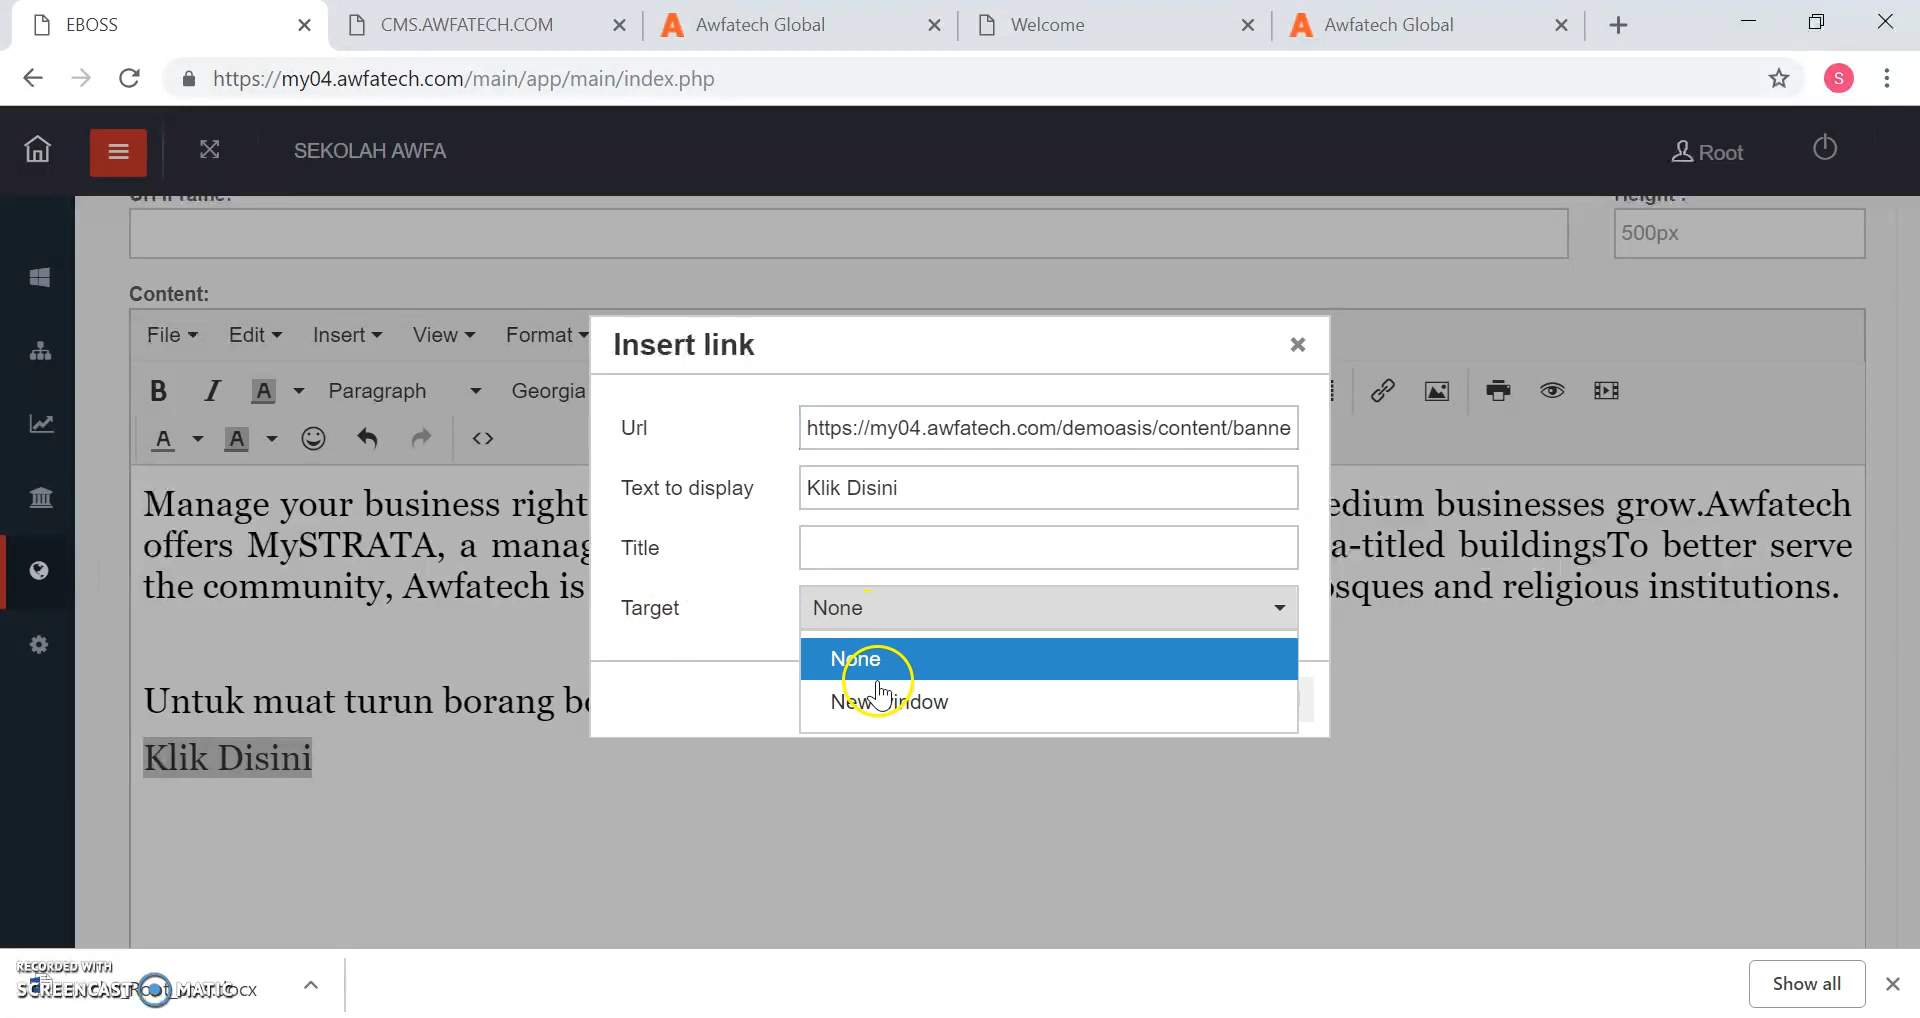 EBOSS
CMS.AWFATECH.COM
Awfatech Global
Welcome
Awfatech Global
https://my04.awfatech.com/main/app/main/index.php
S
SEKOLAH AWFA
Root
Height :
500px
Content:
File Edit Insert View Format
B I A Paragraph Georgia
A A
Manage your business right
businesses grow.Awfatech
offers MySTRATA, a
buildingsTo better serve
the community, Awfatech is
and religious institutions.
Untuk muat turun borang
Klik Disini
Insert link
Url
https://my04.awfatech.com/demoasis/content/banne
Text to display
Klik Disini
Title
Target
None
None
New window
RECORDED WITH
SCREENCAST MATIC
Show all